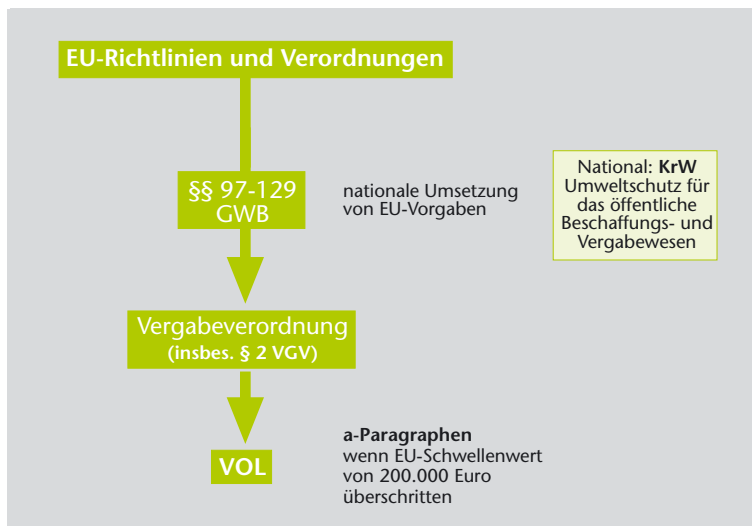 EU-Richtlinien und Verordnungen
§§ 97-129
GWB
nationale Umsetzung
von EU-Vorgaben
National: KrW
Umweltschutz für
das öffentliche
Beschaffungs- und
Vergabewesen
Vergabeverordnung
(insbes. § 2 VGV)
VOL
a-Paragraphen
wenn EU-Schwellenwert
von 200.000 Euro
überschritten